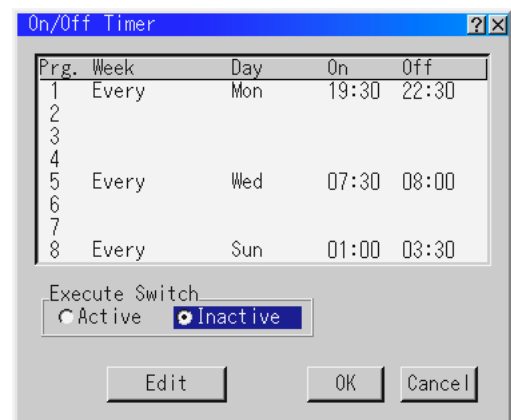 On/Off Timer
Prg. Week Day On Off
1 Every Mon 19:30 22:30
2
3
4
5 Every Wed 07:30 08:00
6
7
8 Every Sun 01:00 03:30
Execute Switch
Active Inactive
Edit OK Cancel